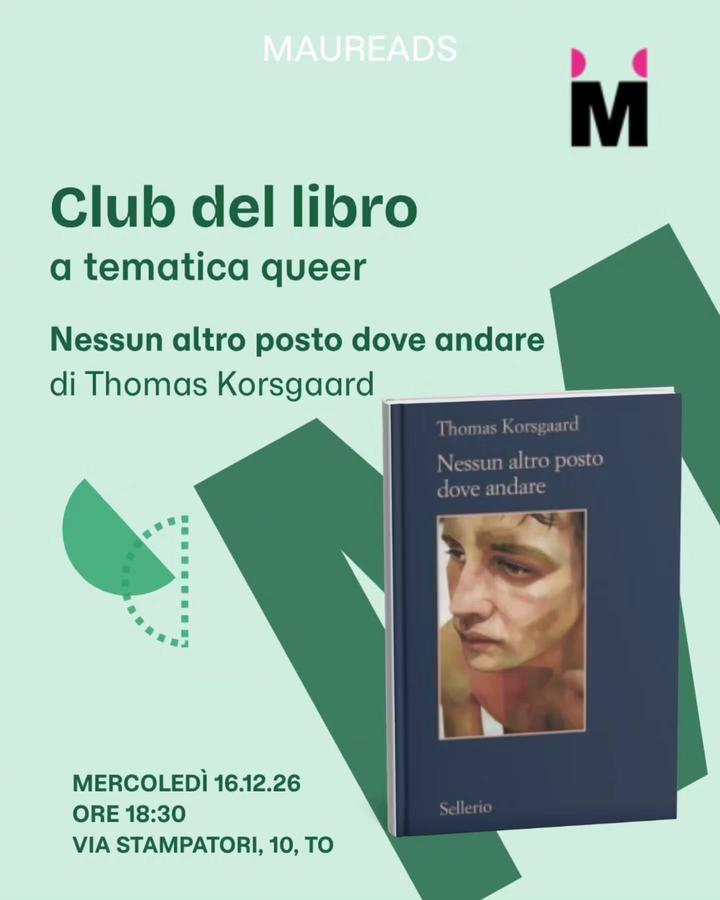 MAUREADS
M
Club del libro
a tematica queer
Nessun altro posto dove andare
di Thomas Korsgaard
Thomas Korsgaard
Nessun altro posto
dove andare
Sellerio
MERCOLEDÌ 16.12.26
ORE 18:30
VIA STAMPATORI, 10, TO